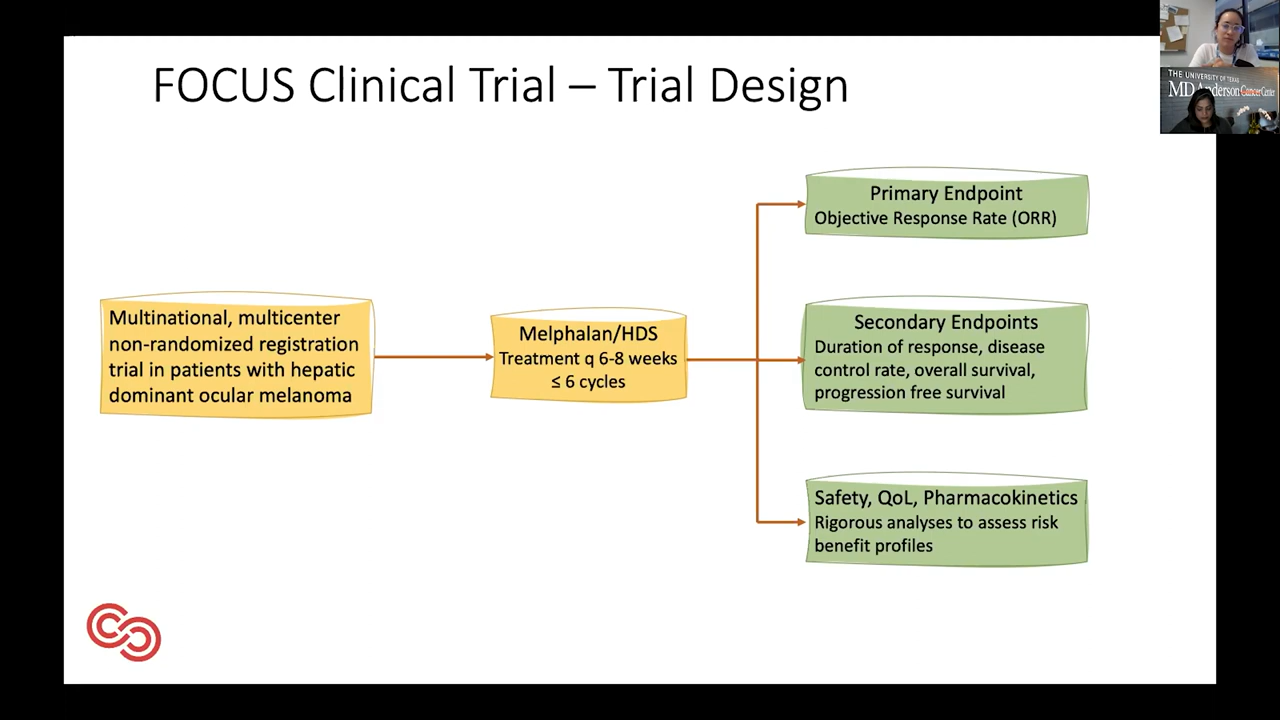 FOCUS Clinical Trial – Trial Design
THE UNIVERSITY OF TEXAS
MD Anderson Cancer Center
Multinational, multicenter
non-randomized registration
trial in patients with hepatic
dominant ocular melanoma
Melphalan/HDS
Treatment q 6-8 weeks
≤ 6 cycles
Primary Endpoint
Objective Response Rate (ORR)
Secondary Endpoints
Duration of response, disease
control rate, overall survival,
progression free survival
Safety, QoL, Pharmacokinetics
Rigorous analyses to assess risk
benefit profiles